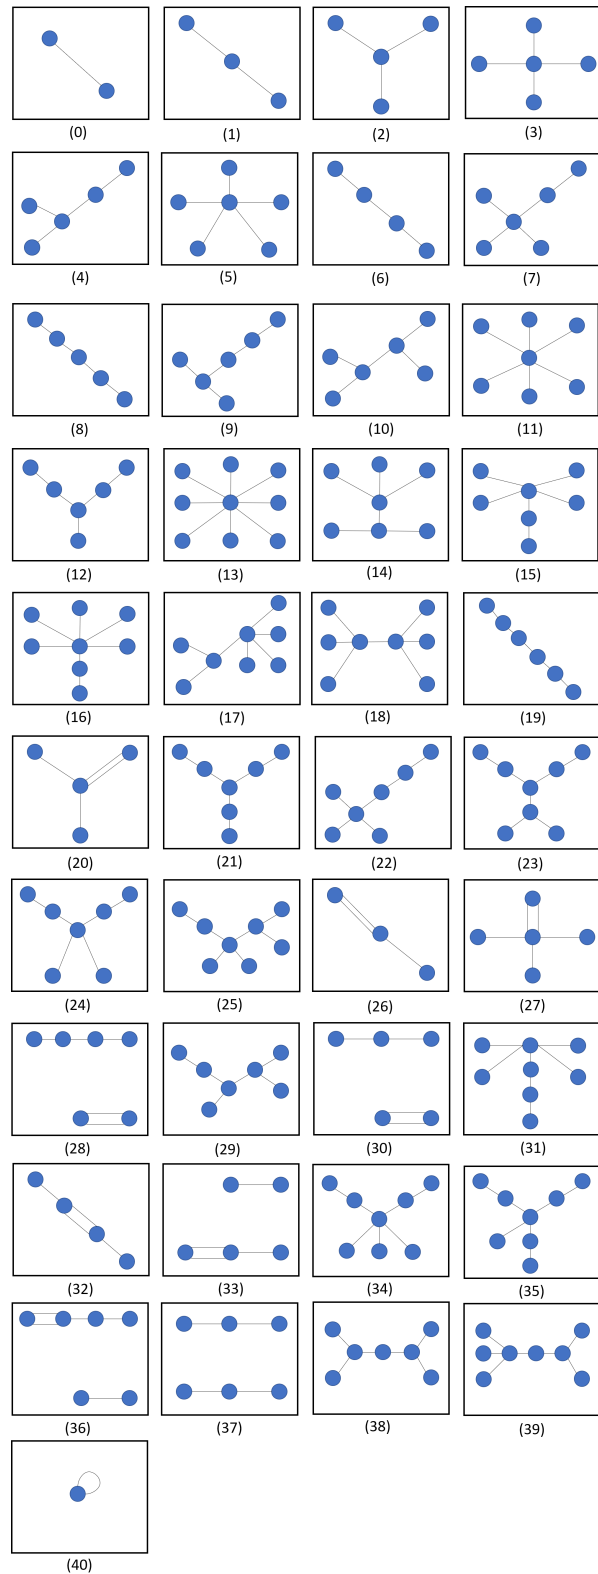 (0) (1) (2) (3)
(4) (5) (6) (7)
(8) (9) (10) (11)
(12) (13) (14) (15)
(16) (17) (18) (19)
(20) (21) (22) (23)
(24) (25) (26) (27)
(28) (29) (30) (31)
(32) (33) (34) (35)
(36) (37) (38) (39)
(40)